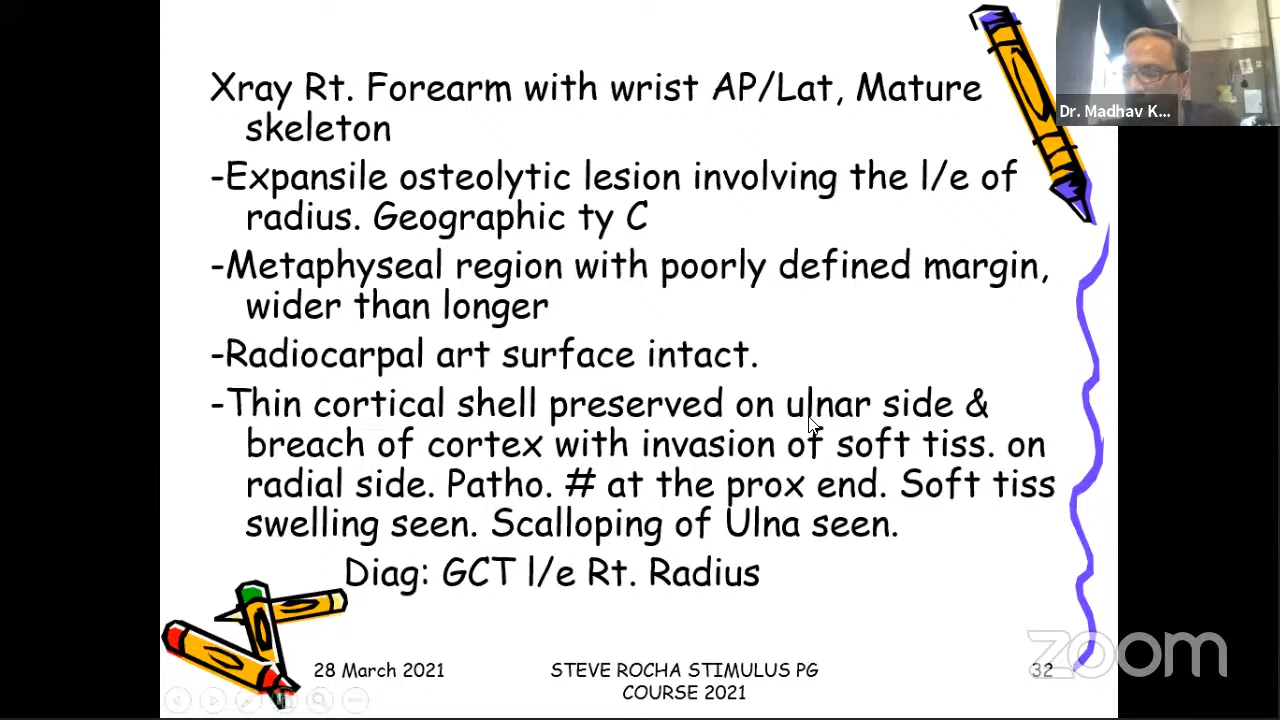 Xray Rt. Forearm with wrist AP/Lat, Mature
skeleton
-Expansile osteolytic lesion involving the l/e of
radius. Geographic ty C
-Metaphyseal region with poorly defined margin,
wider than longer
-Radiocarpal art surface intact.
-Thin cortical shell preserved on ulnar side &
breach of cortex with invasion of soft tiss. on
radial side. Patho. # at the prox end. Soft tiss
swelling seen. Scalloping of Ulna seen.
Diag: GCT l/e Rt. Radius
28 March 2021
STEVE ROCHA STIMULUS PG
COURSE 2021
32
Dr. Madhav K...
zoom